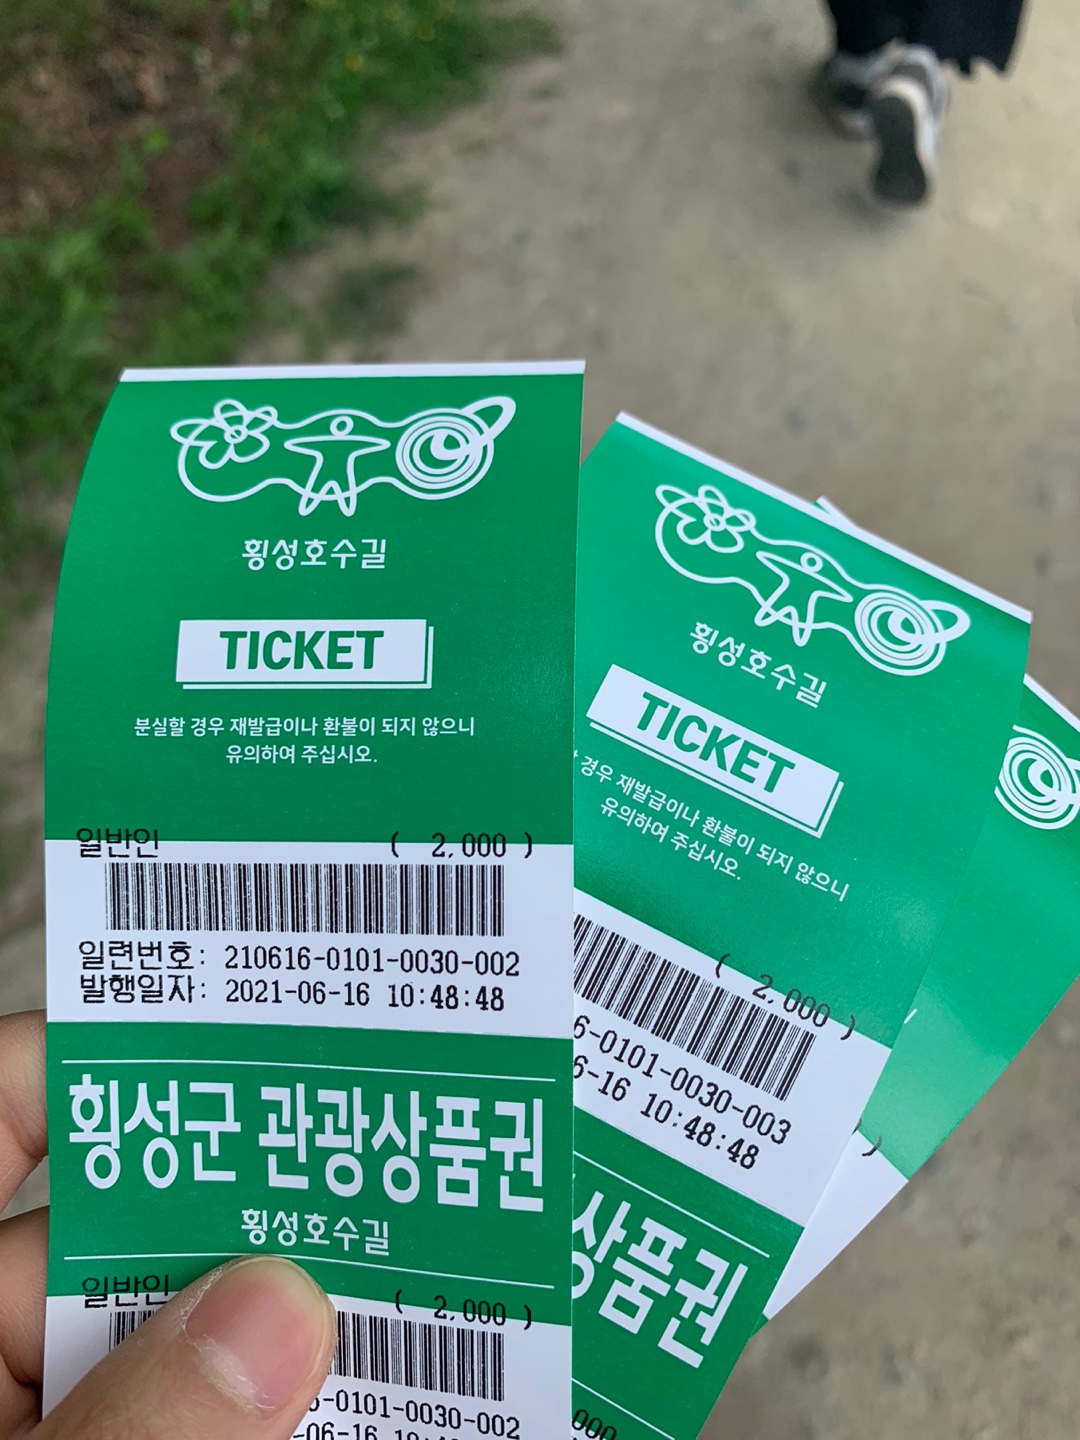 횡성호수길
TICKET
분실할 경우 재발급이나 환불이 되지 않으니
유의하여 주십시오.
일반인 ( 2,000 )
일련번호: 210616-0101-0030-002
발행일자: 2021-06-16 10:48:48
횡성군 관광상품권
횡성호수길
일반인 ( 2,000 )
-0101-0030-002
-06-16
횡성호수길
TICKET
경우 재발급이나 환불이 되지 않으니
유의하여 주십시오.
( 2,000 )
6-0101-0030-003
6-16 10:48:48
상품권
000
)